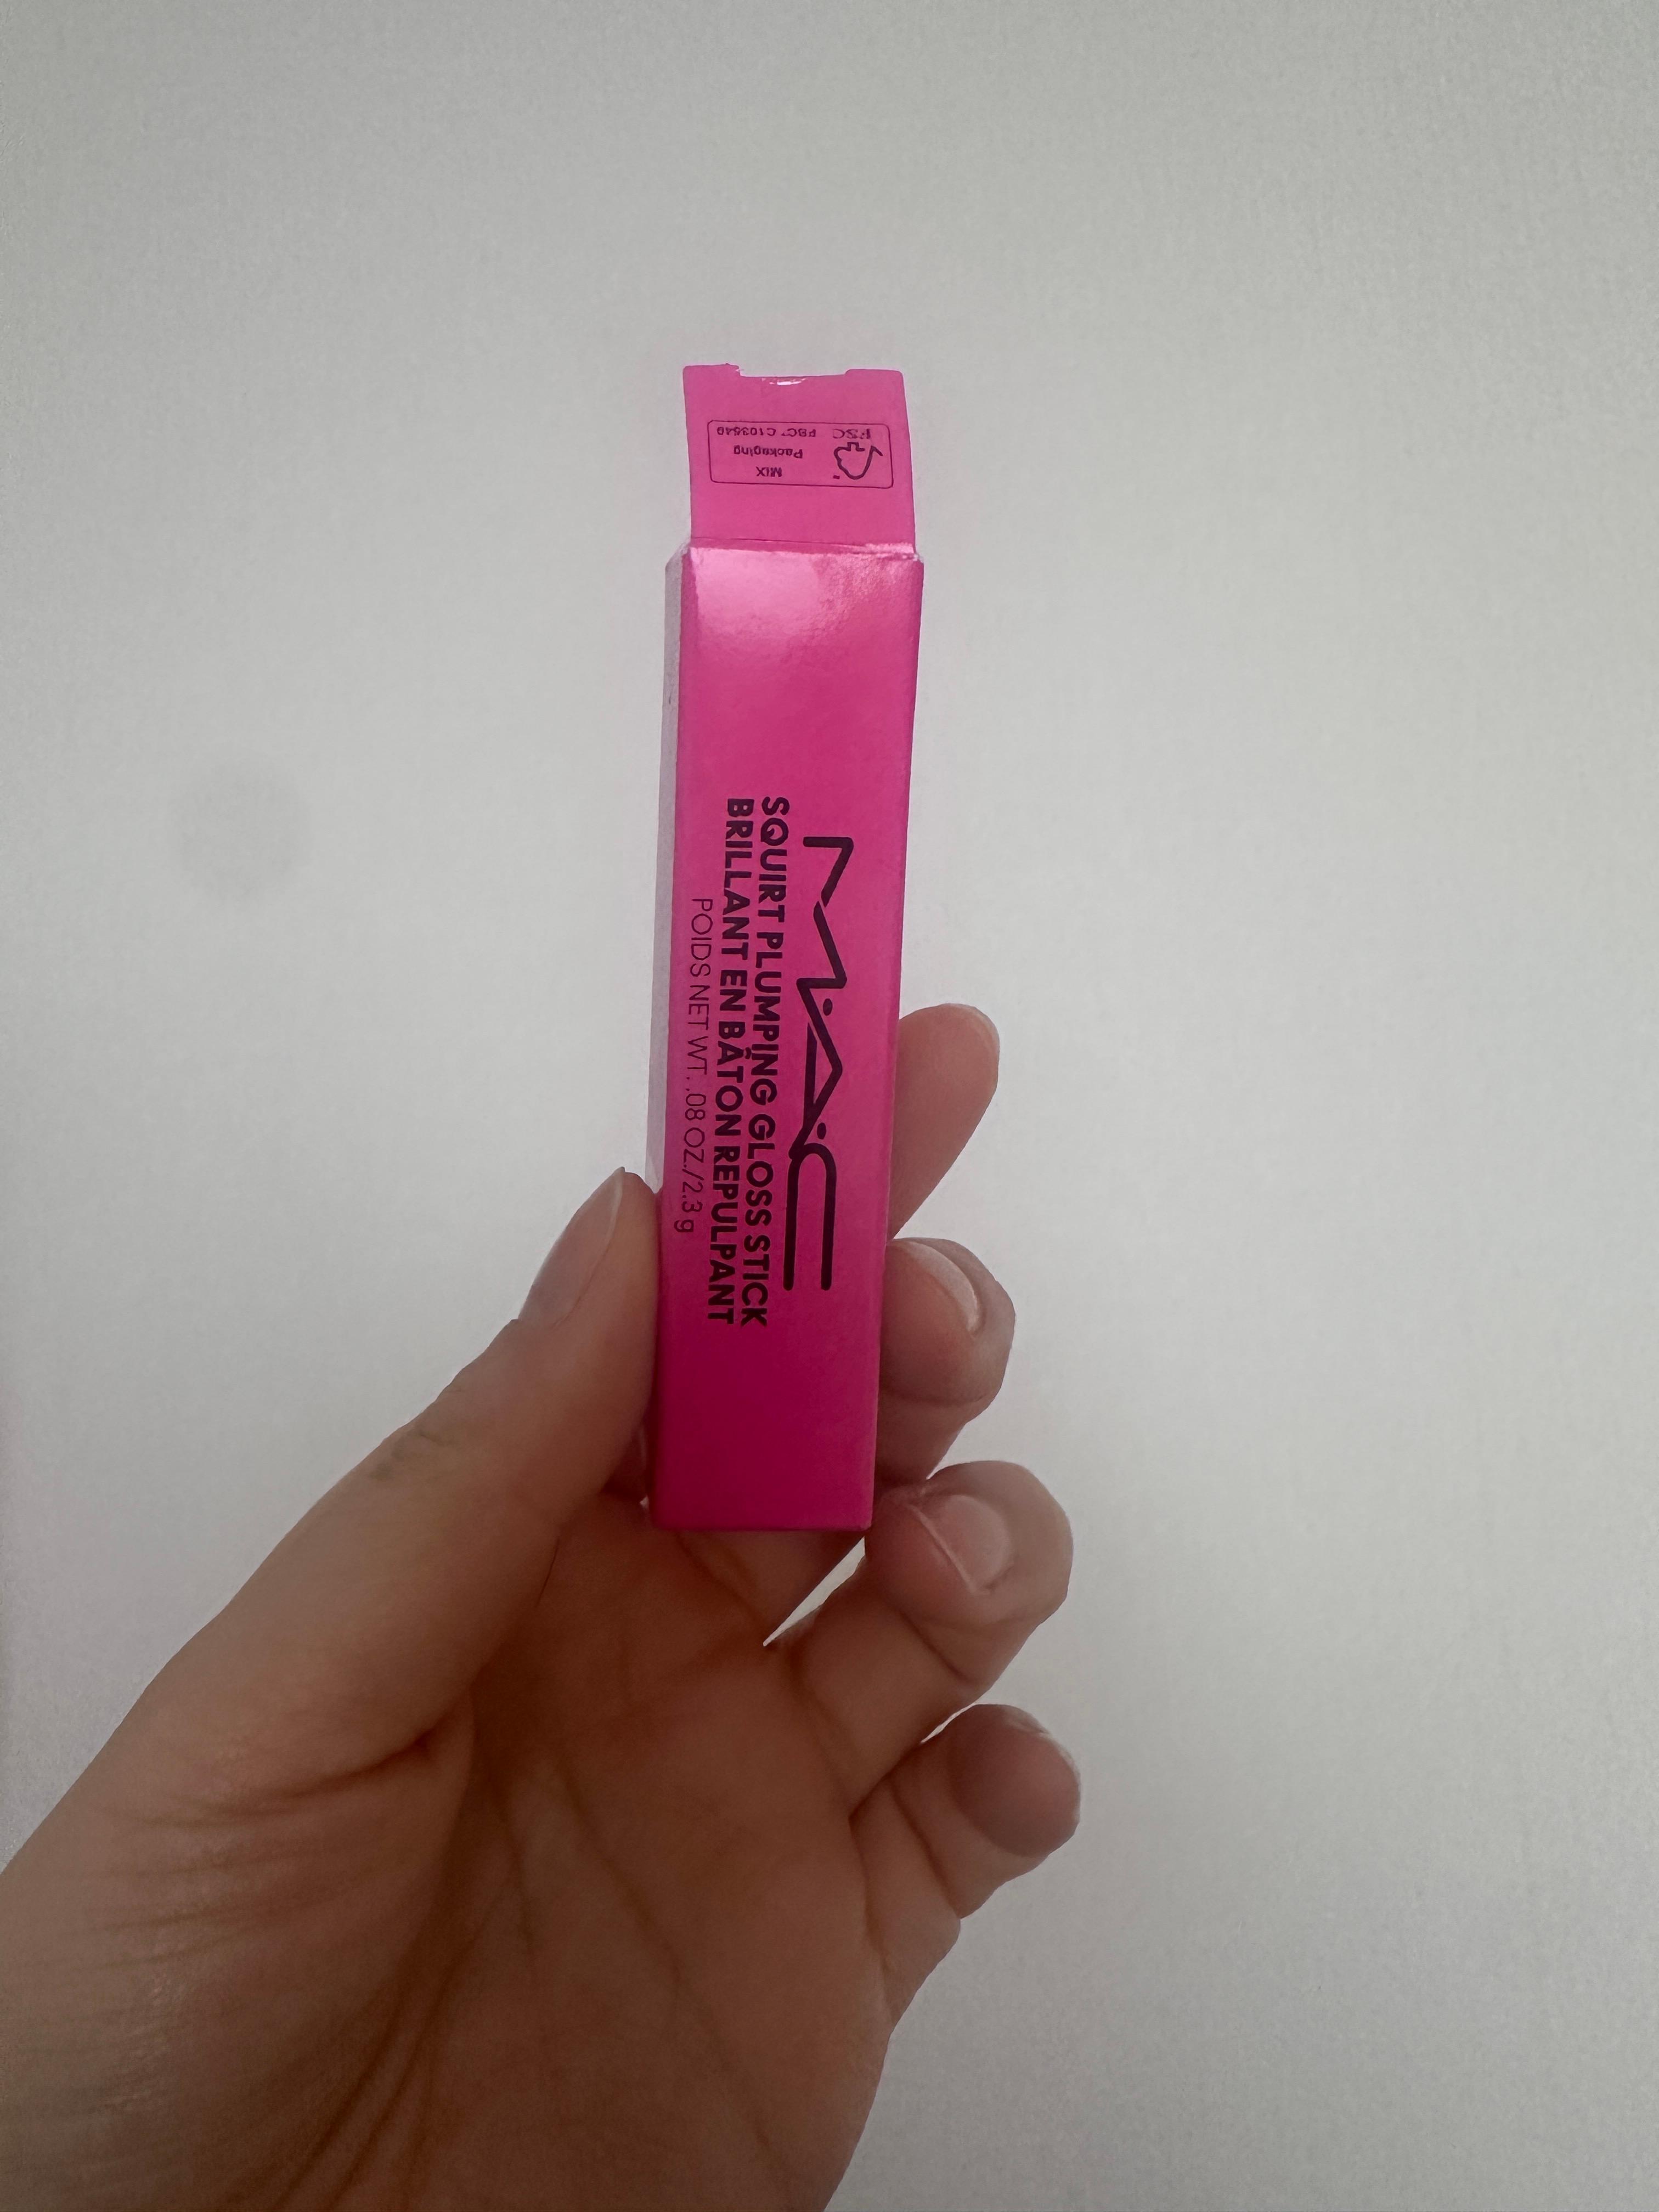 MIX
Packaging
FSC
FSC® C103549
M·A·C
SQUIRT PLUMPING GLOSS STICK
BRILLANT EN BÂTON REPULPANT
POIDS NET WT. .08 OZ./2.3 g